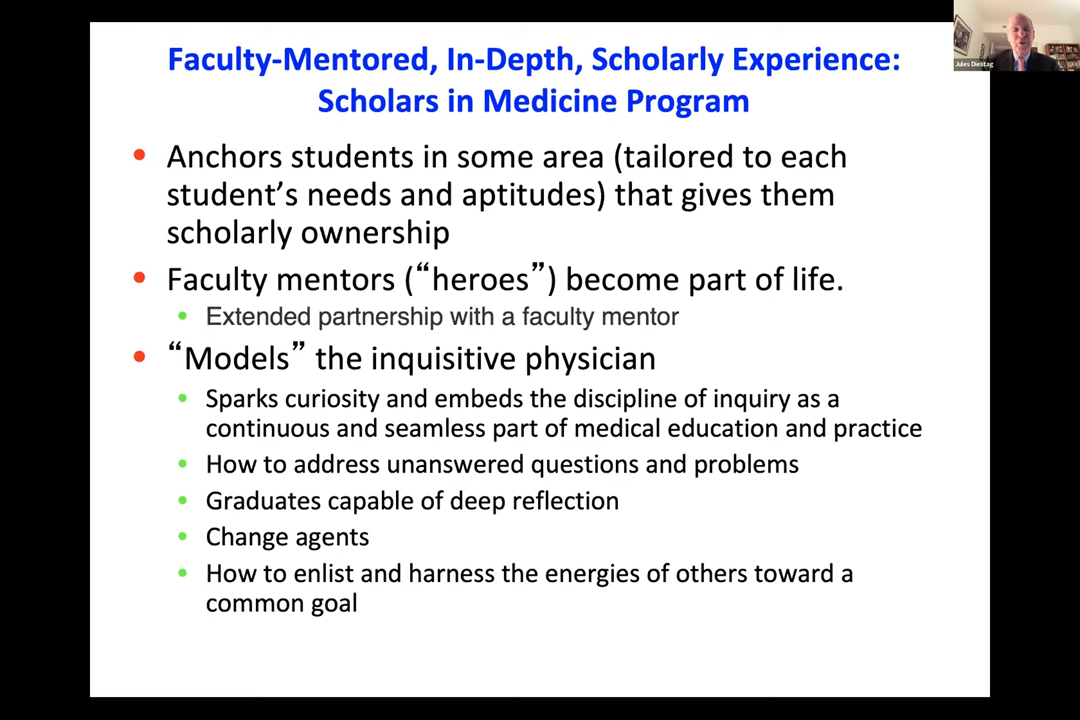 Faculty-Mentored, In-Depth, Scholarly Experience:
Scholars in Medicine Program
• Anchors students in some area (tailored to each
student’s needs and aptitudes) that gives them
scholarly ownership
• Faculty mentors (“heroes”) become part of life.
• Extended partnership with a faculty mentor
• “Models” the inquisitive physician
• Sparks curiosity and embeds the discipline of inquiry as a
continuous and seamless part of medical education and practice
• How to address unanswered questions and problems
• Graduates capable of deep reflection
• Change agents
• How to enlist and harness the energies of others toward a
common goal
Jules Dienstag